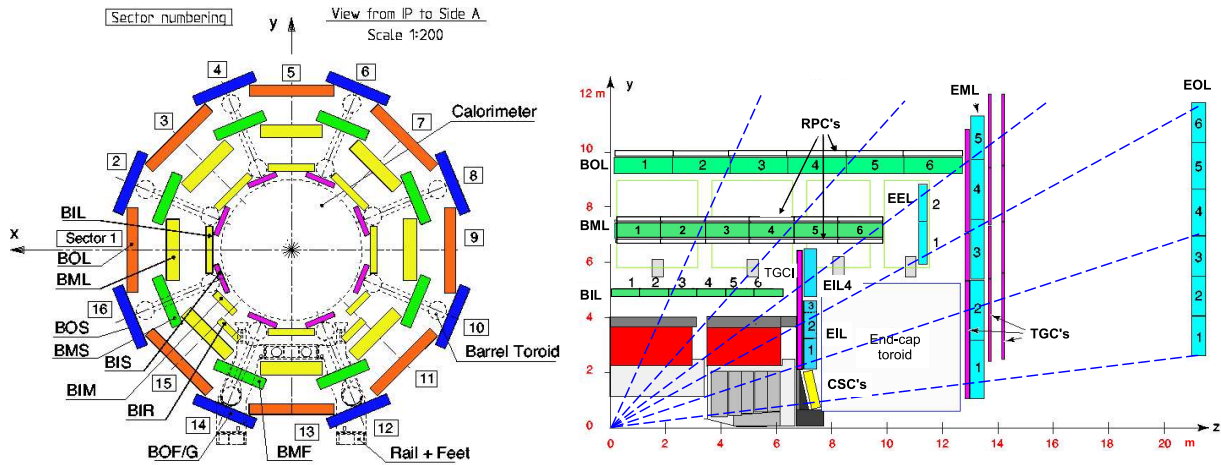 Sector numbering
y
View from IP to Side A
Scale 1:200
4
5
6
3
Calorimeter
7
2
8
BIL
x
Sector 1
9
BOL
BML
16
10
BOS
Barrel Toroid
BMS
BIS
15
11
BIM
BIR
14
13
12
BOF/G
BMF
Rail + Feet
12 m
y
EML
EOL
RPC's
6
10
5
BOL
1
2
3
4
5
6
5
4
8
EEL
2
4
BML
1
2
3
4
5
6
1
3
3
6
TGC
EIL4
BIL
1
2
3
4
5
6
2
2
4
3
2
EIL
End-cap
toroid
TGC's
1
1
2
CSC's
1
0
z
0
2
4
6
8
10
12
14
16
18
20
m